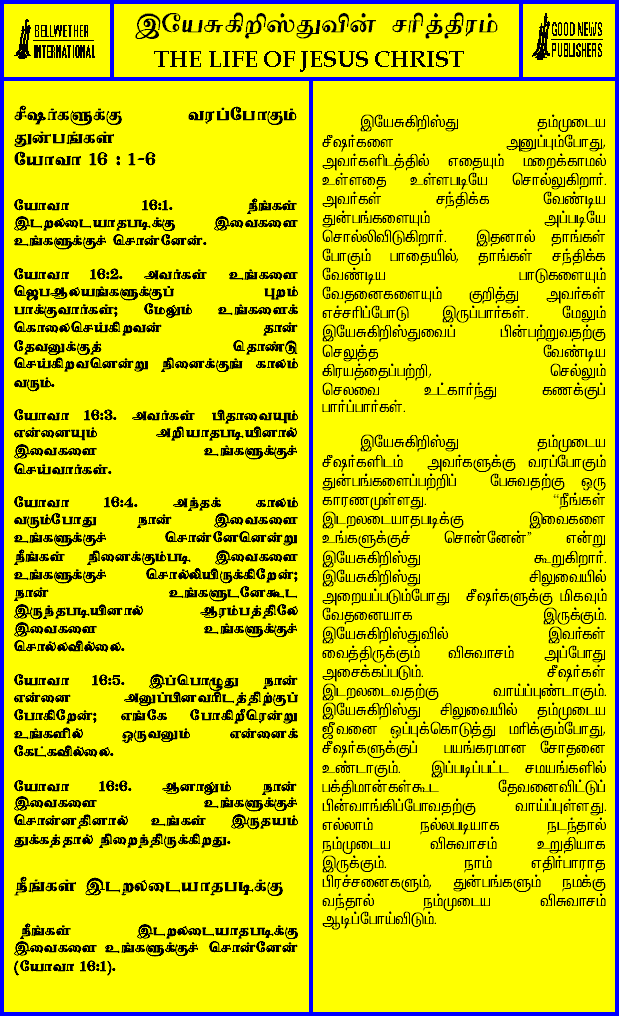 BELLWETHER
INTERNATIONAL
இயேசுகிறிஸ்துவின் சரித்திரம்
THE LIFE OF JESUS CHRIST
GOOD NEWS
PUBLISHERS
சீஷர்களுக்கு வரப்போகும்
துன்பங்கள்
யோவா 16 : 1-6
யோவா 16:1. நீங்கள்
இடறலடையாதபடிக்கு இவைகளை
உங்களுக்குச் சொன்னேன்.
யோவா 16:2. அவர்கள் உங்களை
ஜெபஆலயங்களுக்குப் புறம்
பாக்குவார்கள்; மேலும் உங்களைக்
கொலைசெய்கிறவன் தான்
தேவனுக்குத் தொண்டு
செய்கிறவனென்று நினைக்குங் காலம்
வரும்.
யோவா 16:3. அவர்கள் பிதாவையும்
என்னையும் அறியாதபடியினால்
இவைகளை உங்களுக்குச்
செய்வார்கள்.
யோவா 16:4. அந்தக் காலம்
வரும்போது நான் இவைகளை
உங்களுக்குச் சொன்னேனென்று
நீங்கள் நினைக்கும்படி இவைகளை
உங்களுக்குச் சொல்லியிருக்கிறேன்;
நான் உங்களுடனேகூட
இருந்தபடியினால் ஆரம்பத்திலே
இவைகளை உங்களுக்குச்
சொல்லவில்லை.
யோவா 16:5. இப்பொழுது நான்
என்னை அனுப்பினவரிடத்திற்குப்
போகிறேன்; எங்கே போகிறீரென்று
உங்களில் ஒருவனும் என்னைக்
கேட்கவில்லை.
யோவா 16:6. ஆனாலும் நான்
இவைகளை உங்களுக்குச்
சொன்னதினால் உங்கள் இருதயம்
துக்கத்தால் நிறைந்திருக்கிறது.
நீங்கள் இடறலடையாதபடிக்கு
நீங்கள் இடறலடையாதபடிக்கு
இவைகளை உங்களுக்குச் சொன்னேன்
(யோவா 16:1).
இயேசுகிறிஸ்து தம்முடைய
சீஷர்களை அனுப்பும்போது,
அவர்களிடத்தில் எதையும் மறைக்காமல்
உள்ளதை உள்ளபடியே சொல்லுகிறார்.
அவர்கள் சந்திக்க வேண்டிய
துன்பங்களையும் அப்படியே
சொல்லிவிடுகிறார். இதனால் தாங்கள்
போகும் பாதையில், தாங்கள் சந்திக்க
வேண்டிய பாடுகளையும்
வேதனைகளையும் குறித்து அவர்கள்
எச்சரிப்போடு இருப்பார்கள். மேலும்
இயேசுகிறிஸ்துவைப் பின்பற்றுவதற்கு
செலுத்த வேண்டிய
கிரயத்தைப்பற்றி, செல்லும்
செலவை உட்கார்ந்து கணக்குப்
பார்ப்பார்கள்.
இயேசுகிறிஸ்து தம்முடைய
சீஷர்களிடம் அவர்களுக்கு வரப்போகும்
துன்பங்களைப்பற்றிப் பேசுவதற்கு ஒரு
காரணமுள்ளது. “நீங்கள்
இடறலடையாதபடிக்கு இவைகளை
உங்களுக்குச் சொன்னேன்” என்று
இயேசுகிறிஸ்து கூறுகிறார்.
இயேசுகிறிஸ்து சிலுவையில்
அறையப்படும்போது சீஷர்களுக்கு மிகவும்
வேதனையாக இருக்கும்.
இயேசுகிறிஸ்துவில் இவர்கள்
வைத்திருக்கும் விசுவாசம் அப்போது
அசைக்கப்படும். சீஷர்கள்
இடறலடைவதற்கு வாய்ப்புண்டாகும்.
இயேசுகிறிஸ்து சிலுவையில் தம்முடைய
ஜீவனை ஒப்புக்கொடுத்து மரிக்கும்போது,
சீஷர்களுக்குப் பயங்கரமான சோதனை
உண்டாகும். இப்படிப்பட்ட சமயங்களில்
பக்திமான்கள்கூட தேவனைவிட்டுப்
பின்வாங்கிப்போவதற்கு வாய்ப்புள்ளது.
எல்லாம் நல்லபடியாக நடந்தால்
நம்முடைய விசுவாசம் உறுதியாக
இருக்கும். நாம் எதிர்பாராத
பிரச்சனைகளும், துன்பங்களும் நமக்கு
வந்தால் நம்முடைய விசுவாசம்
ஆடிப்போய்விடும்.